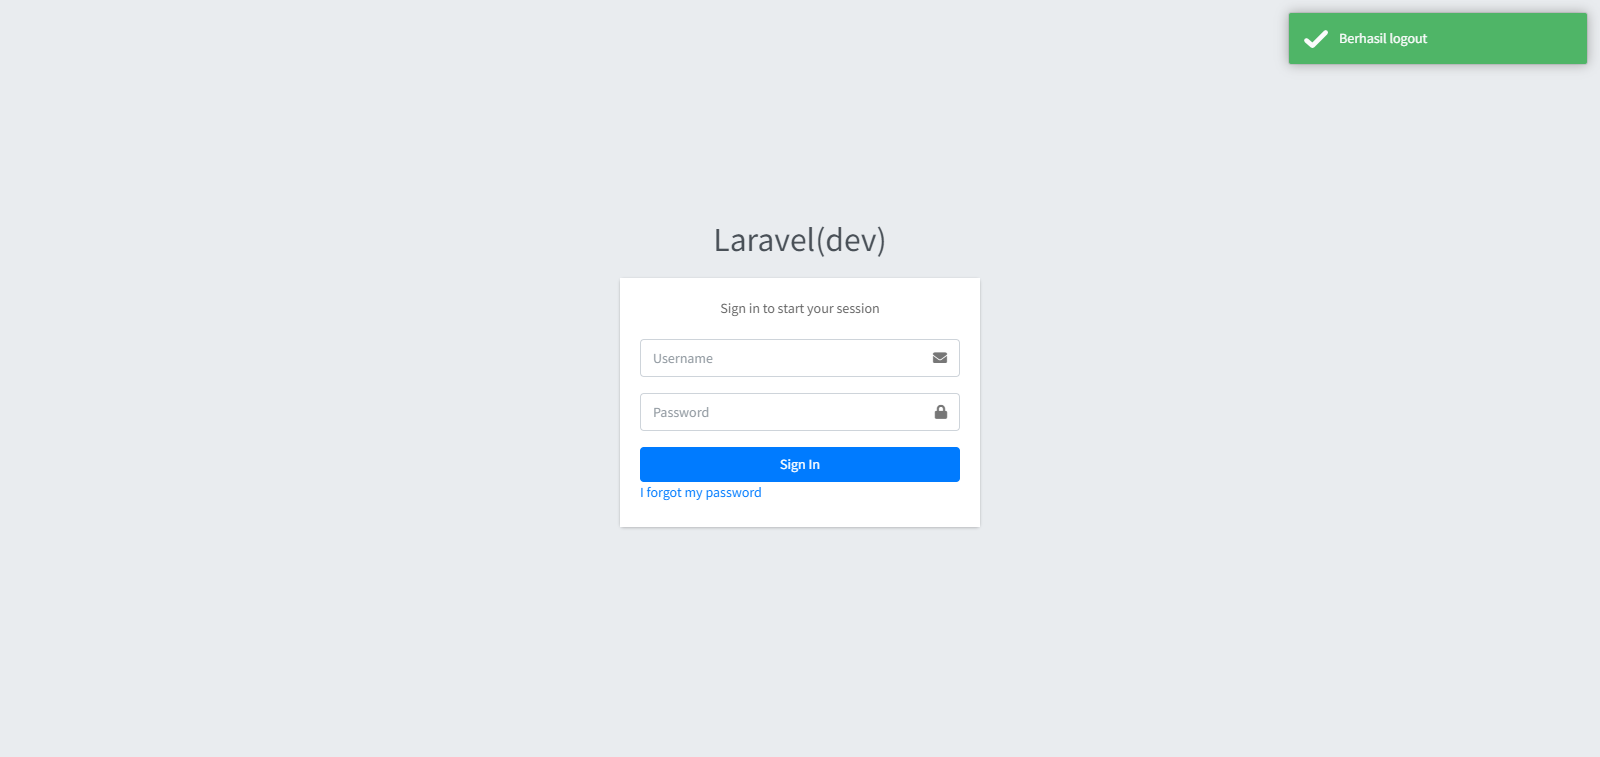 Berhasil logout
Laravel(dev)
Sign in to start your session
Username
Password
Sign In
I forgot my password